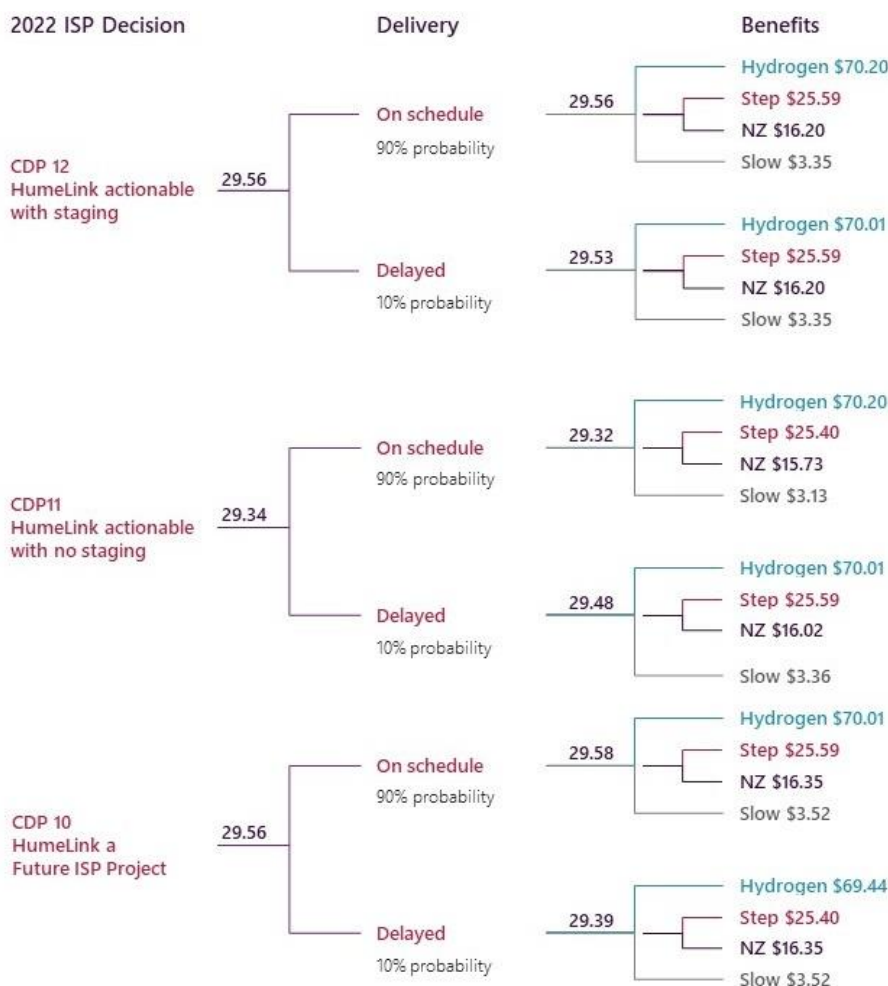 2022 ISP Decision
Delivery
Benefits
CDP 12
HumeLink actionable
with staging
29.56
On schedule
90% probability
29.56
Hydrogen $70.20
Step $25.59
NZ $16.20
Slow $3.35
Delayed
10% probability
29.53
Hydrogen $70.01
Step $25.59
NZ $16.20
Slow $3.35
CDP11
HumeLink actionable
with no staging
29.34
On schedule
90% probability
29.32
Hydrogen $70.20
Step $25.40
NZ $15.73
Slow $3.13
Delayed
10% probability
29.48
Hydrogen $70.01
Step $25.59
NZ $16.02
Slow $3.36
CDP 10
HumeLink a
Future ISP Project
29.56
On schedule
90% probability
29.58
Hydrogen $70.01
Step $25.59
NZ $16.35
Slow $3.52
Delayed
10% probability
29.39
Hydrogen $69.44
Step $25.40
NZ $16.35
Slow $3.52